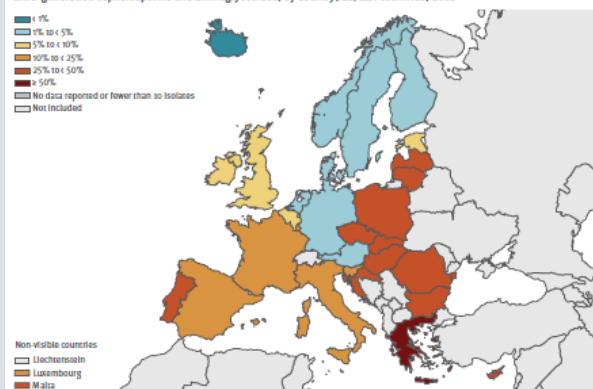 < 1%
1% to < 5%
5% to < 10%
10% to < 25%
25% to < 50%
≥ 50%
No data reported or fewer than 10 isolates
Not included
Non-visible countries
Liechtenstein
Luxembourg
Malta